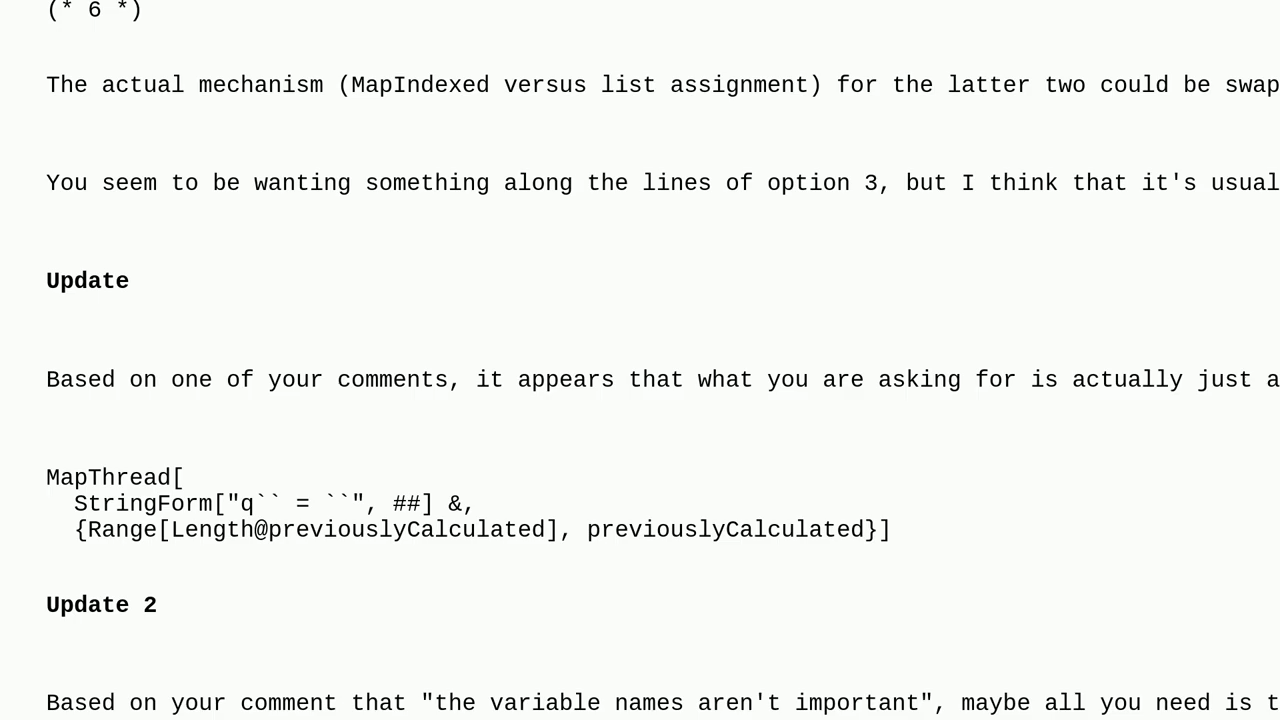 (* 6 *)
The actual mechanism (MapIndexed versus list assignment) for the latter two could be swap
You seem to be wanting something along the lines of option 3, but I think that it's usual
Update
Based on one of your comments, it appears that what you are asking for is actually just a
MapThread[
  StringForm["q`` = ``", ##] &,
  {Range[Length@previouslyCalculated], previouslyCalculated}]
Update 2
Based on your comment that "the variable names aren't important", maybe all you need is t